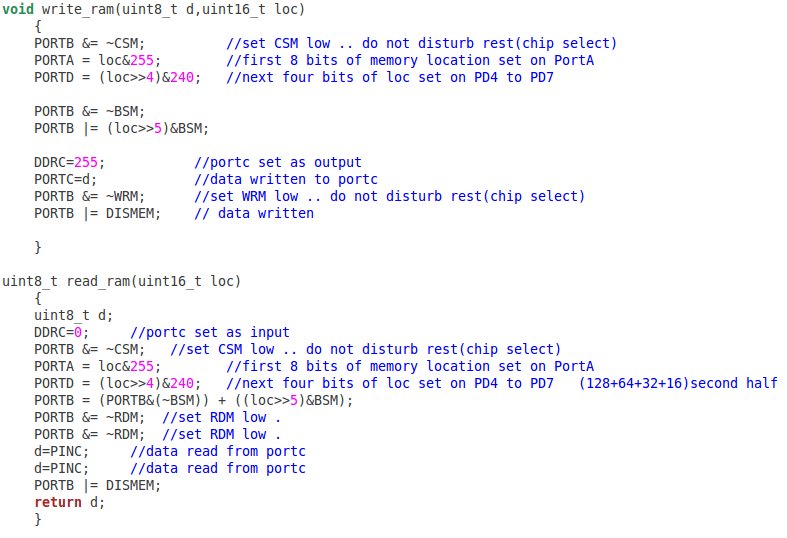 void write_ram(uint8_t d,uint16_t loc)
{
PORTB &= ~CSM;          //set CSM low .. do not disturb rest(chip select)
PORTA = loc&255;        //first 8 bits of memory location set on PortA
PORTD = (loc>>4)&240;   //next four bits of loc set on PD4 to PD7
PORTB &= ~BSM;
PORTB |= (loc>>5)&BSM;
DDRC=255;           //portc set as output
PORTC=d;            //data written to portc
PORTB &= ~WRM;      //set WRM low .. do not disturb rest(chip select)
PORTB |= DISMEM;    // data written
}
uint8_t read_ram(uint16_t loc)
{
uint8_t d;
DDRC=0;     //portc set as input
PORTB &= ~CSM;   //set CSM low .. do not disturb rest(chip select)
PORTA = loc&255;        //first 8 bits of memory location set on PortA
PORTD = (loc>>4)&240;   //next four bits of loc set on PD4 to PD7   (128+64+32+16)second half
PORTB = (PORTB&(~BSM)) + ((loc>>5)&BSM);
PORTB &= ~RDM;  //set RDM low .
PORTB &= ~RDM;  //set RDM low .
d=PINC;     //data read from portc
d=PINC;     //data read from portc
PORTB |= DISMEM;
return d;
}